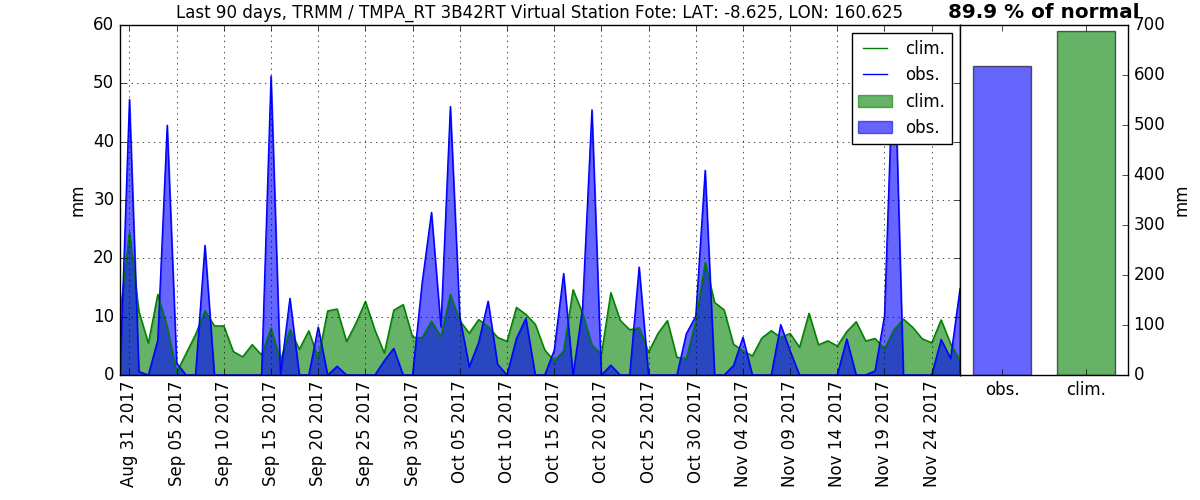 Last 90 days, TRMM / TMPA_RT 3B42RT Virtual Station Fote: LAT: -8.625, LON: 160.625
89.9 % of normal
60
50
40
30
20
10
0
mm
clim.
obs.
clim.
obs.
700
600
500
400
300
200
100
0
mm
Aug 31 2017
Sep 05 2017
Sep 10 2017
Sep 15 2017
Sep 20 2017
Sep 25 2017
Sep 30 2017
Oct 05 2017
Oct 10 2017
Oct 15 2017
Oct 20 2017
Oct 25 2017
Oct 30 2017
Nov 04 2017
Nov 09 2017
Nov 14 2017
Nov 19 2017
Nov 24 2017
obs.
clim.